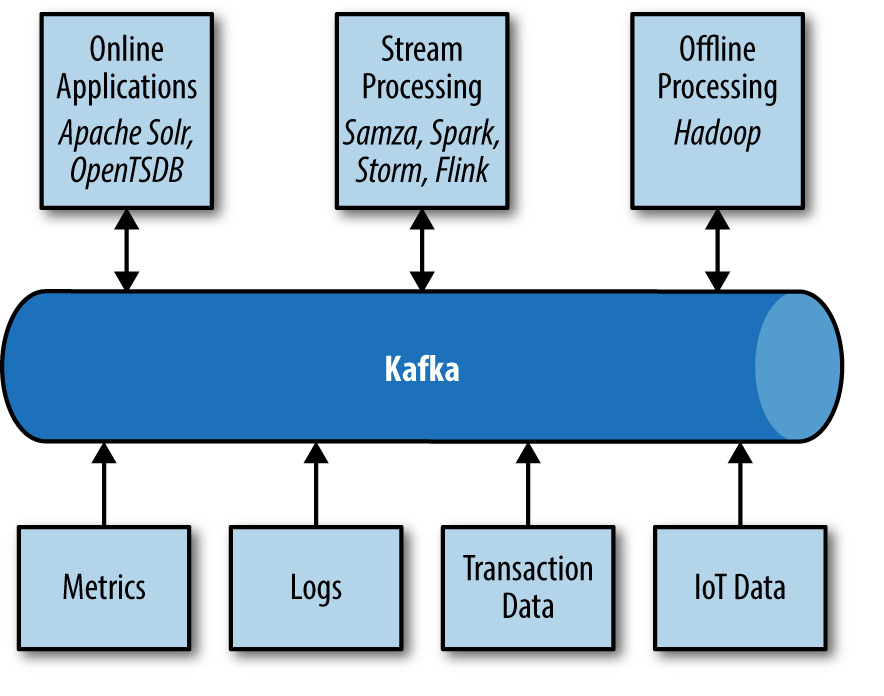 Online
Applications
Apache Solr,
OpenTSDB
Stream
Processing
Samza, Spark,
Storm, Flink
Offline
Processing
Hadoop
Kafka
Metrics
Logs
Transaction
Data
IoT Data